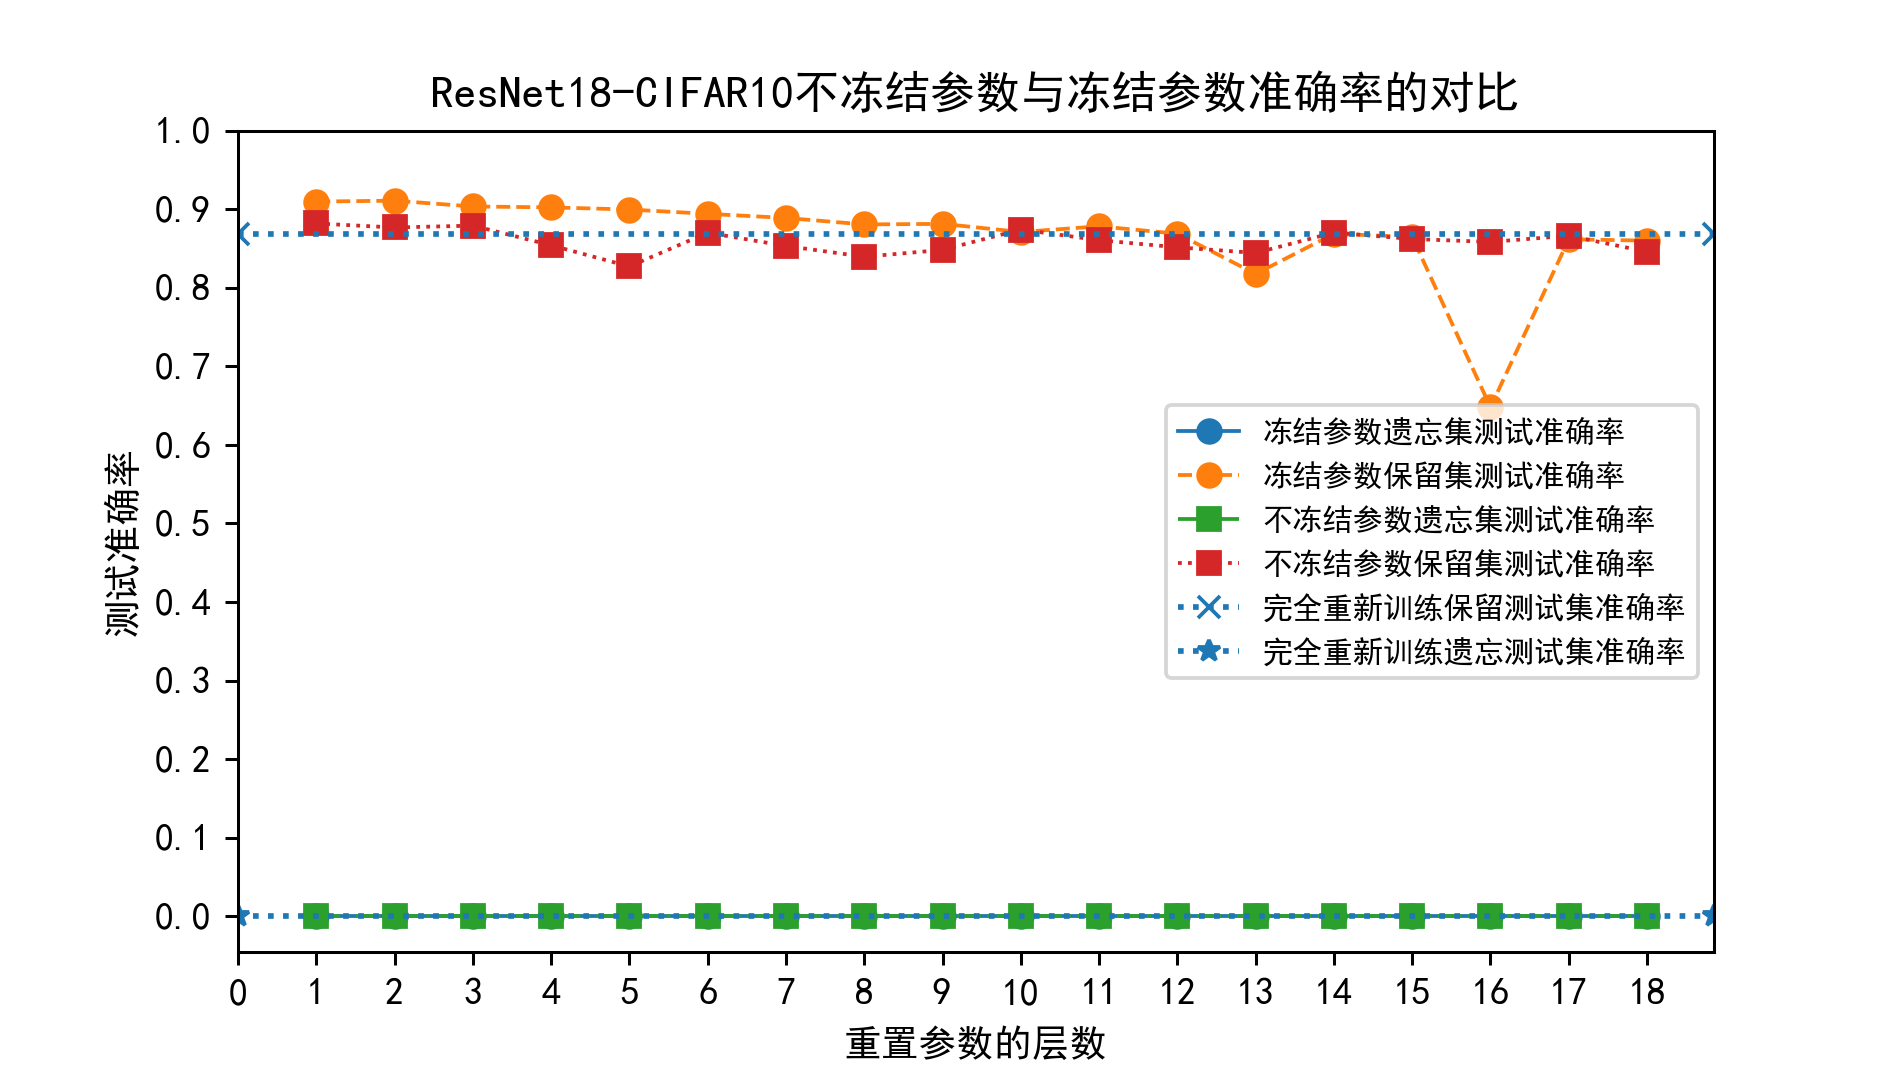 ResNet18-CIFAR10不冻结参数与冻结参数准确率的对比
1.0
0.9
0.8
0.7
0.6
0.5
0.4
0.3
0.2
0.1
0.0
测试准确率
冻结参数遗忘集测试准确率
冻结参数保留集测试准确率
不冻结参数遗忘集测试准确率
不冻结参数保留集测试准确率
完全重新训练保留测试集准确率
完全重新训练遗忘测试集准确率
0 1 2 3 4 5 6 7 8 9 10 11 12 13 14 15 16 17 18
重置参数的层数